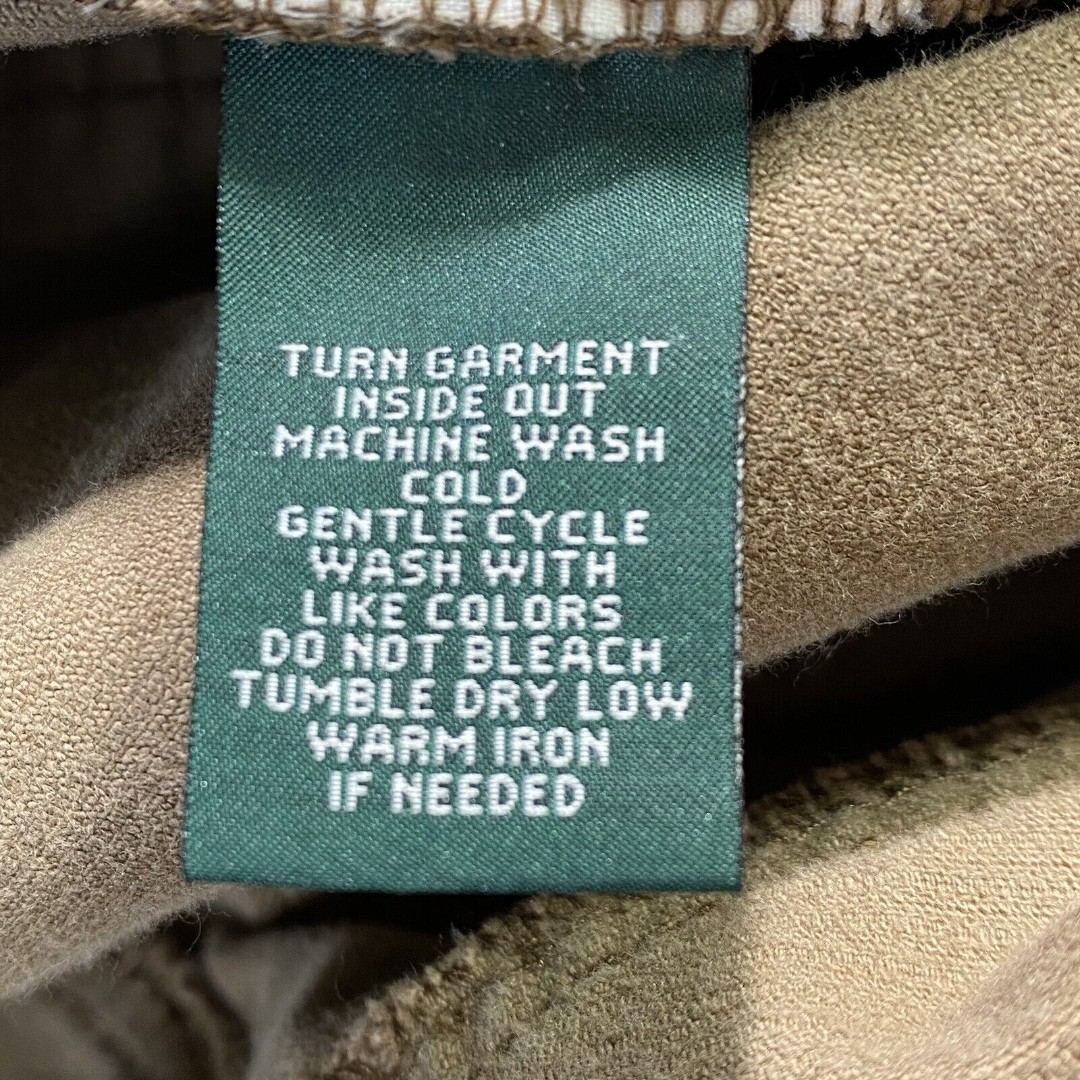 TURN GARMENT
INSIDE OUT
MACHINE WASH
COLD
GENTLE CYCLE
WASH WITH
LIKE COLORS
DO NOT BLEACH
TUMBLE DRY LOW
WARM IRON
IF NEEDED